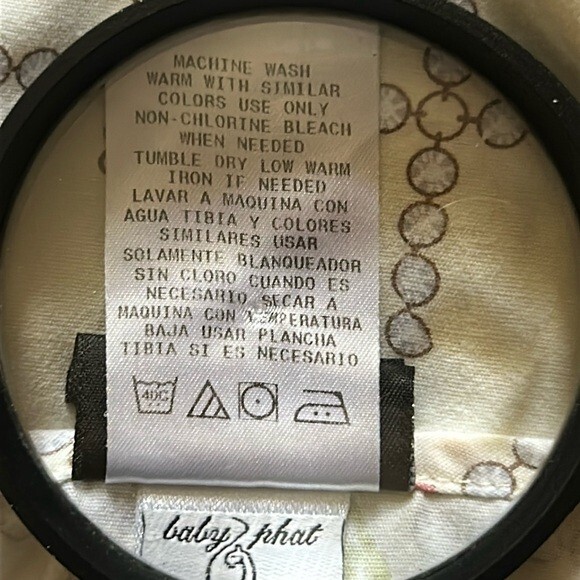 MACHINE WASH
WARM WITH SIMILAR
COLORS USE ONLY
NON-CHLORINE BLEACH
WHEN NEEDED
TUMBLE DRY LOW WARM
IRON IF NEEDED
LAVAR A MAQUINA CON
AGUA TIBIA Y COLORES
SIMILARES USAR
SOLAMENTE BLANQUEADOR
SIN CLORO CUANDO ES
NECESARIO SECAR A
MAQUINA CON TEMPERATURA
BAJA USAR PLANCHA
TIBIA SI ES NECESARIO
40C
baby phat